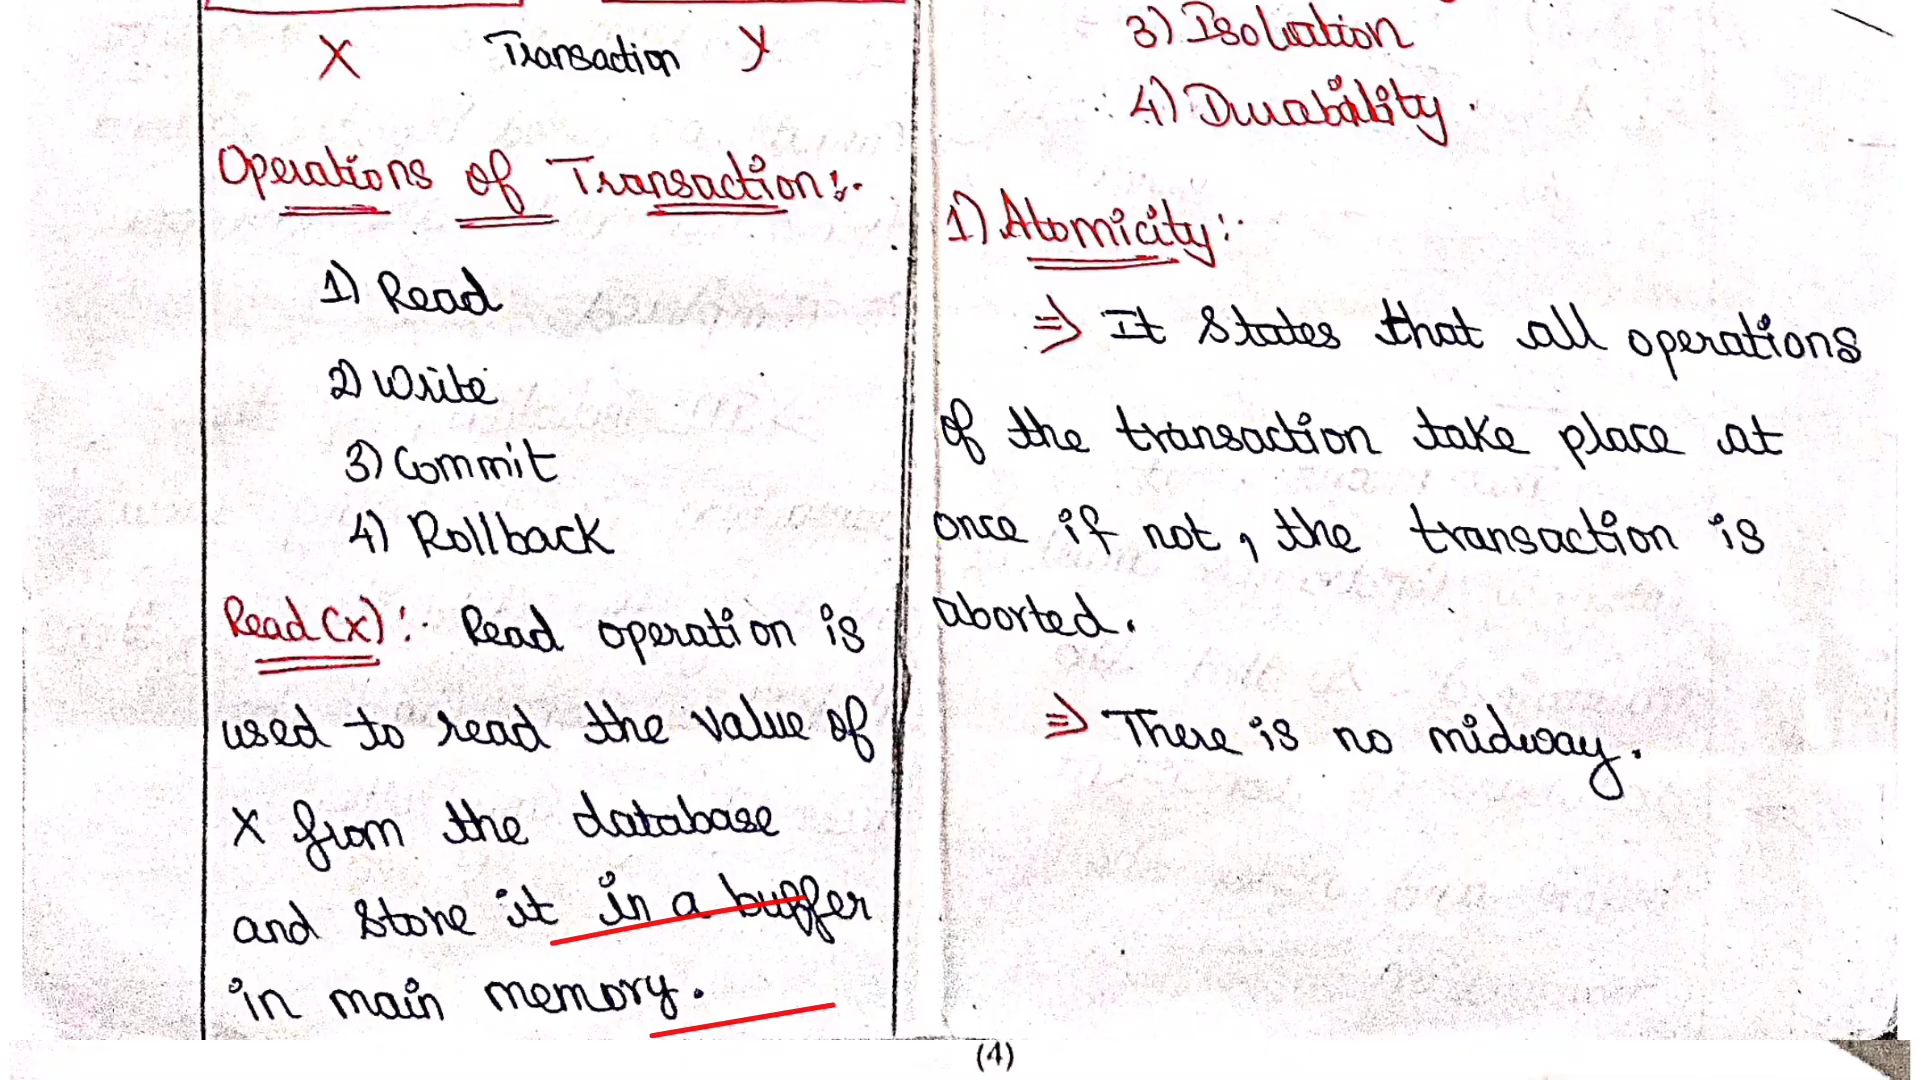 X Transaction Y
Operations of Transaction:-
1) Read
2) Write
3) Commit
4) Rollback
Read(x):- Read operation is
used to read the value of
X from the database
and store it in a buffer
in main memory.
3) Isolation
4) Durability.
1) Atomicity:-
⇒ It states that all operations
of the transaction take place at
once if not, the transaction is
aborted.
⇒ There is no midway.
(4)